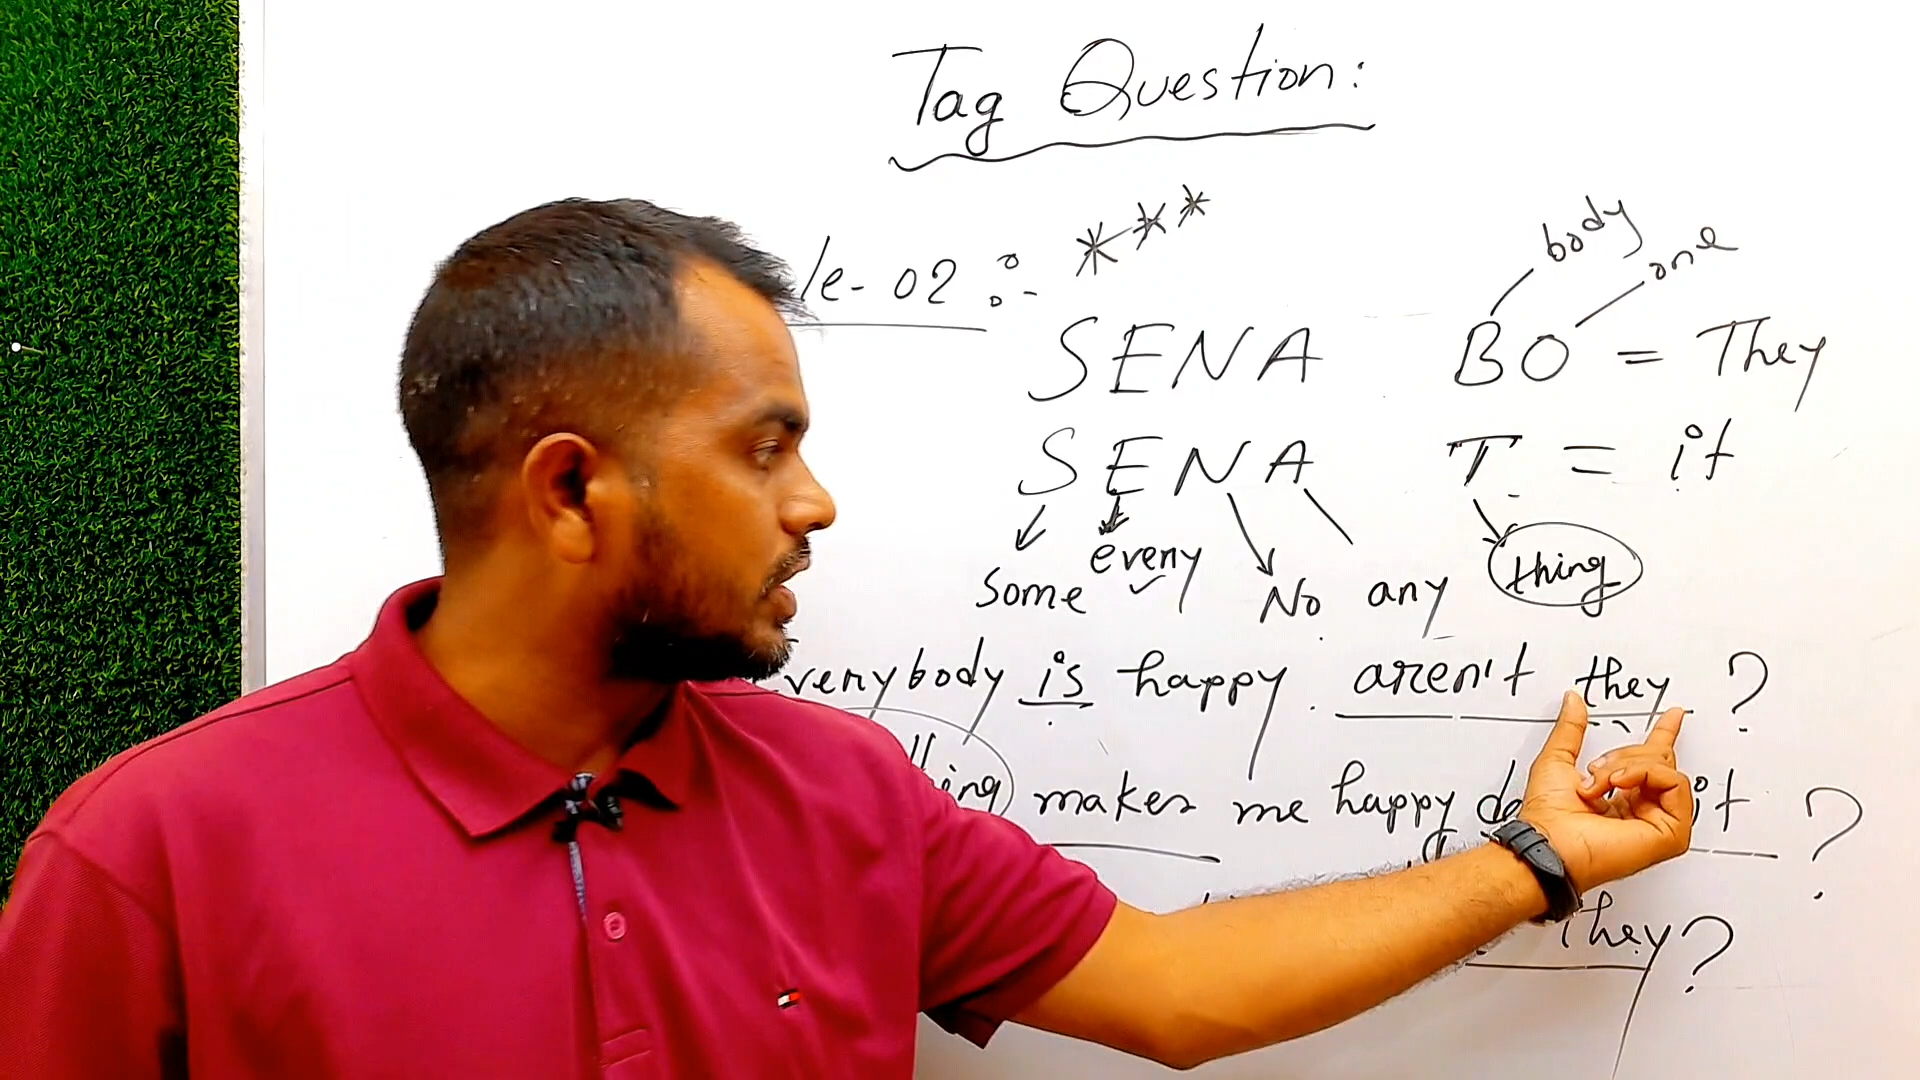 Tag Question:
body
one
02 ***
SENA BO = They
SENA T = it
every
some No any thing
verybody is happy. aren't they ?
makes me happy it ?
they?